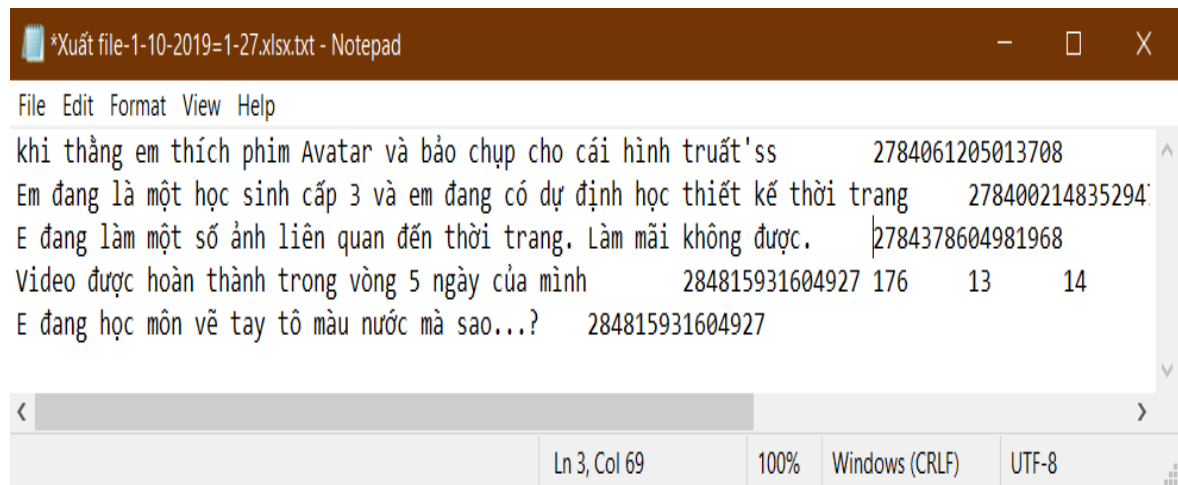 *Xuất file-1-10-2019=1-27.xlsx.txt - Notepad
File Edit Format View Help
khi thằng em thích phim Avatar và bảo chụp cho cái hình truất'ss 2784061205013708
Em đang là một học sinh cấp 3 và em đang có dự định học thiết kế thời trang
E đang làm một số ảnh liên quan đến thời trang. Làm mãi không được. 2784378604981968
Video được hoàn thành trong vòng 5 ngày của mình 284815931604927 176 13 14
E đang học môn vẽ tay tô màu nước mà sao...? 284815931604927
Ln 3, Col 69 100% Windows (CRLF) UTF-8